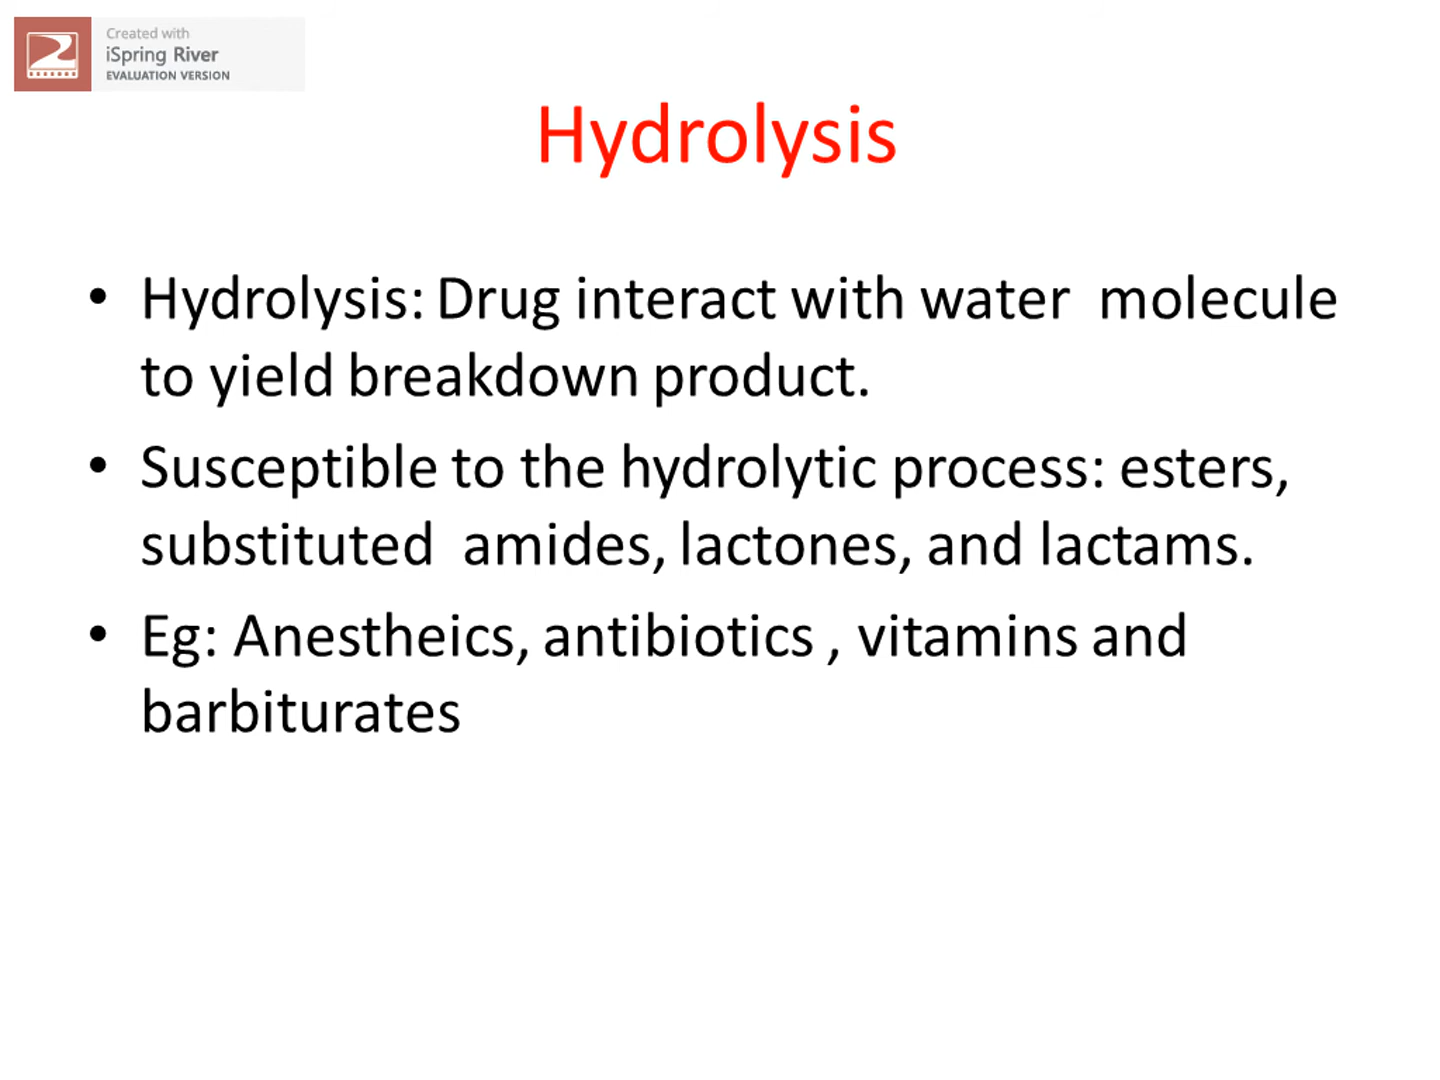 Created with
iSpring River
EVALUATION VERSION
Hydrolysis
• Hydrolysis: Drug interact with water  molecule
to yield breakdown product.
• Susceptible to the hydrolytic process: esters,
substituted  amides, lactones, and lactams.
• Eg: Anestheics, antibiotics , vitamins and
barbiturates